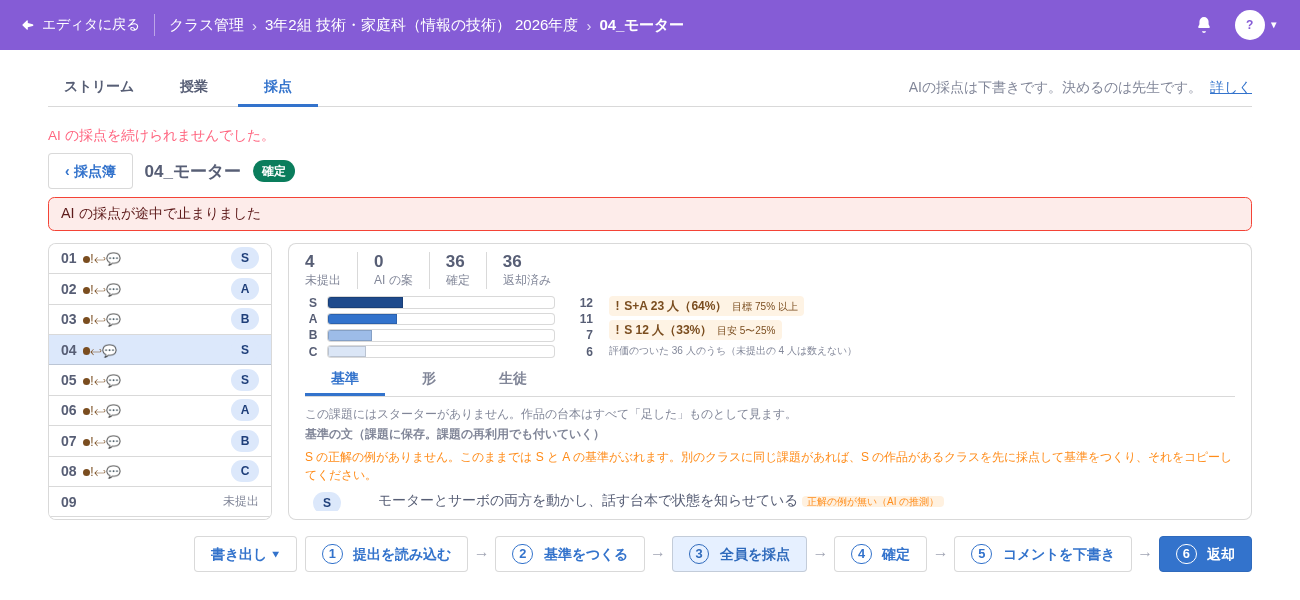 エディタに戻る クラス管理 › 3年2組 技術・家庭科（情報の技術） 2026年度 › 04_モーター ? ▾
ストリーム 授業 採点 AIの採点は下書きです。決めるのは先生です。 詳しく
AI の採点を続けられませんでした。
‹ 採点簿 04_モーター 確定
AI の採点が途中で止まりました
01 ! S
02 ! A
03 ! B
04 S
05 ! S
06 ! A
07 ! B
08 ! C
09 未提出
4 0 36 36
未提出 AI の案 確定 返却済み
S 12
A 11
B 7
C 6
! S+A 23 人（64%） 目標 75% 以上
! S 12 人（33%） 目安 5〜25%
評価のついた 36 人のうち（未提出の 4 人は数えない）
基準 形 生徒
この課題にはスターターがありません。作品の台本はすべて「足した」ものとして見ます。
基準の文（課題に保存。課題の再利用でも付いていく）
S の正解の例がありません。このままでは S と A の基準がぶれます。別のクラスに同じ課題があれば、S の作品があるクラスを先に採点して基準をつくり、それをコピーし
てください。
S モーターとサーボの両方を動かし、話す台本で状態を知らせている 正解の例が無い（AI の推測）
書き出し ▾ 1 提出を読み込む → 2 基準をつくる → 3 全員を採点 → 4 確定 → 5 コメントを下書き → 6 返却